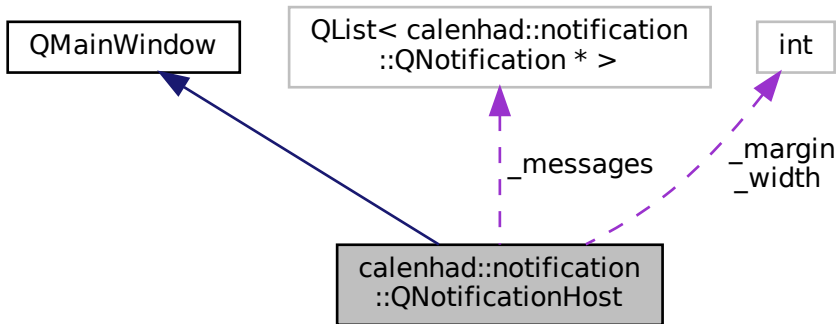 QMainWindow
QList< calenhad::notification
::QNotification * >
int
_messages
_margin
_width
calenhad::notification
::QNotificationHost